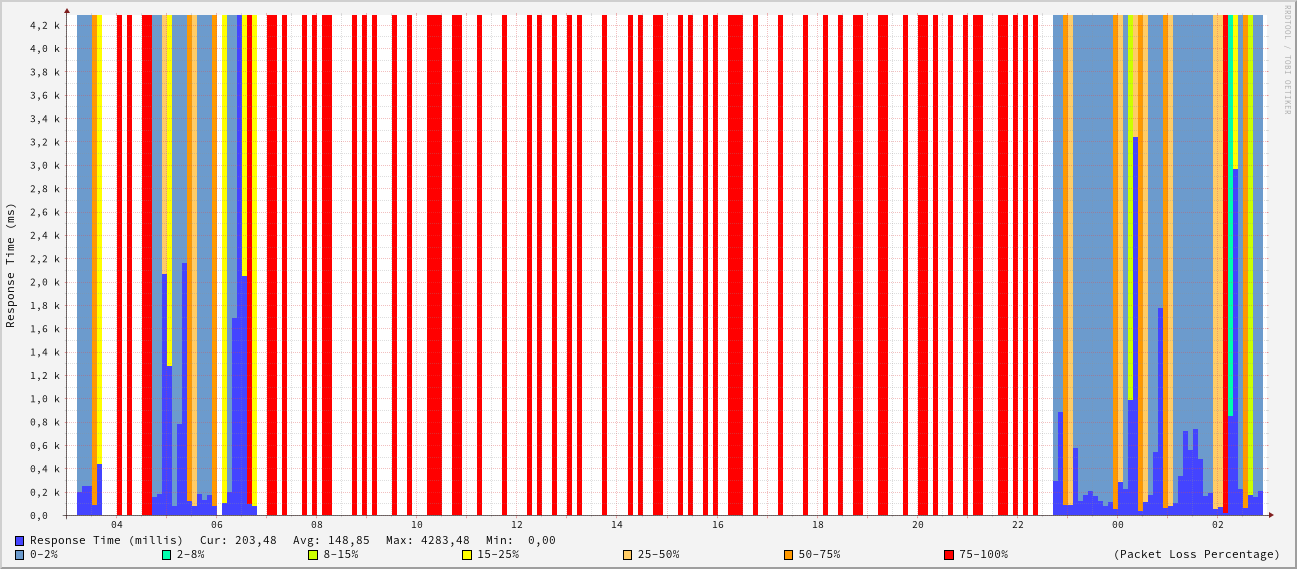 RRDTOOL / TOBI OETIKER
Response Time (ms)
4,2 k
4,0 k
3,8 k
3,6 k
3,4 k
3,2 k
3,0 k
2,8 k
2,6 k
2,4 k
2,2 k
2,0 k
1,8 k
1,6 k
1,4 k
1,2 k
1,0 k
0,8 k
0,6 k
0,4 k
0,2 k
0,0
04 06 08 10 12 14 16 18 20 22 00 02
Response Time (millis) Cur: 203,48 Avg: 148,85 Max: 4283,48 Min: 0,00
0-2% 2-8% 8-15% 15-25% 25-50% 50-75% 75-100% (Packet Loss Percentage)